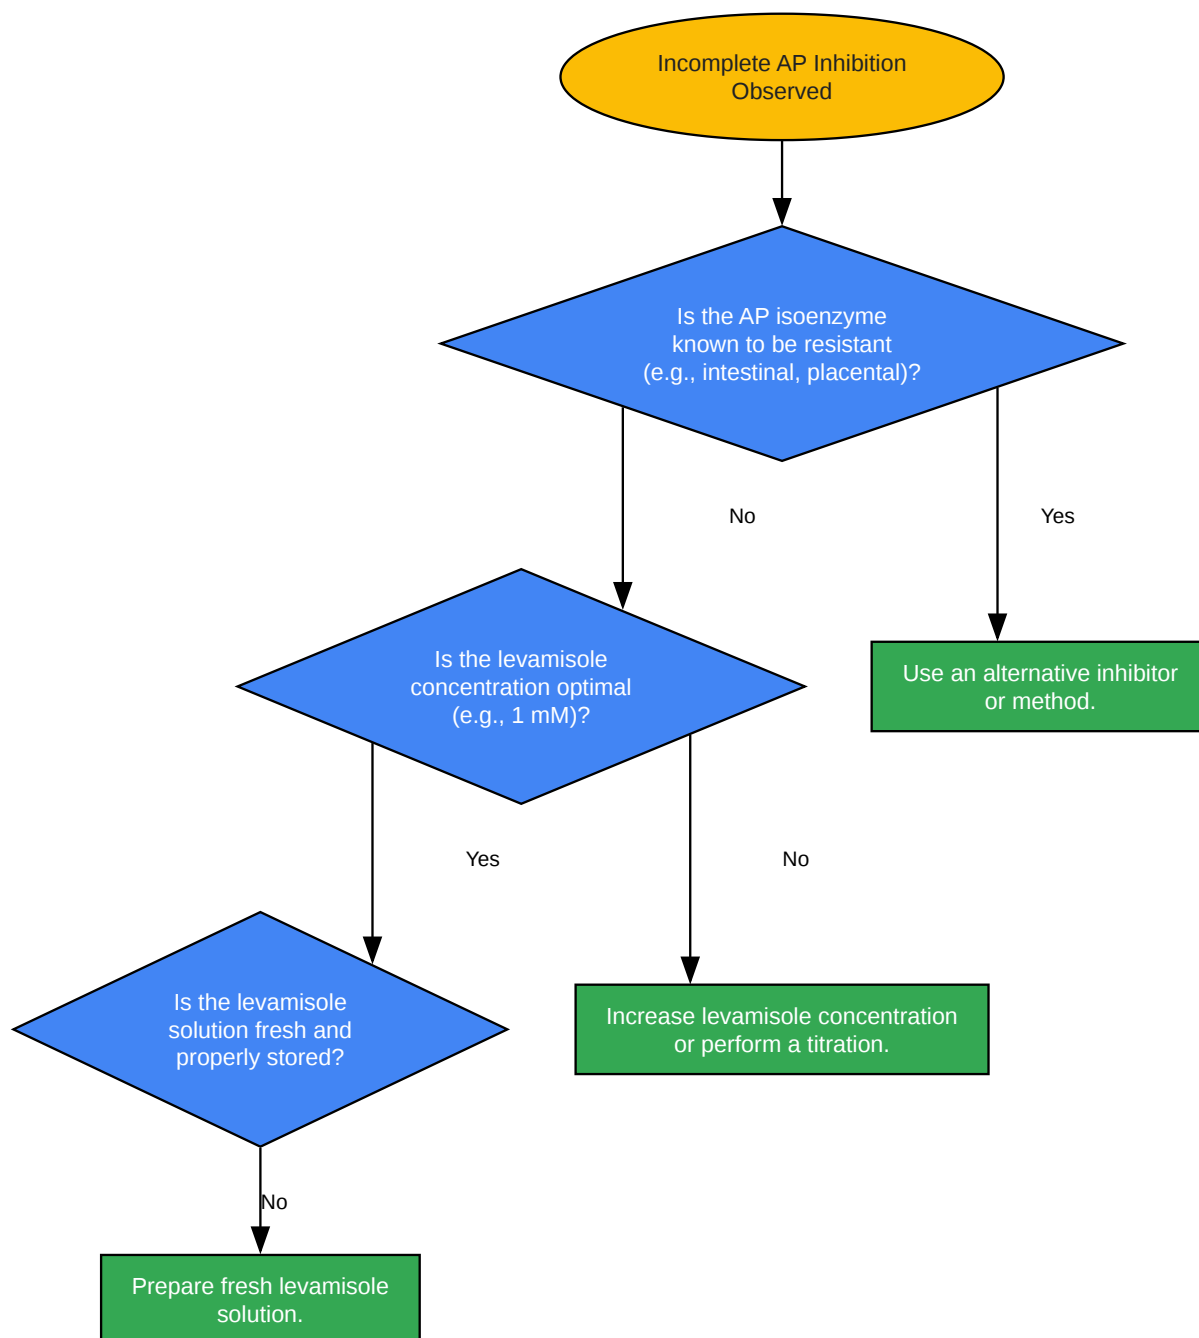 Incomplete AP Inhibition
Observed
Is the AP isoenzyme
known to be resistant
(e.g., intestinal, placental)?
No
Yes
Is the levamisole
concentration optimal
(e.g., 1 mM)?
Use an alternative inhibitor
or method.
Yes
No
Is the levamisole
solution fresh and
properly stored?
Increase levamisole concentration
or perform a titration.
No
Prepare fresh levamisole
solution.